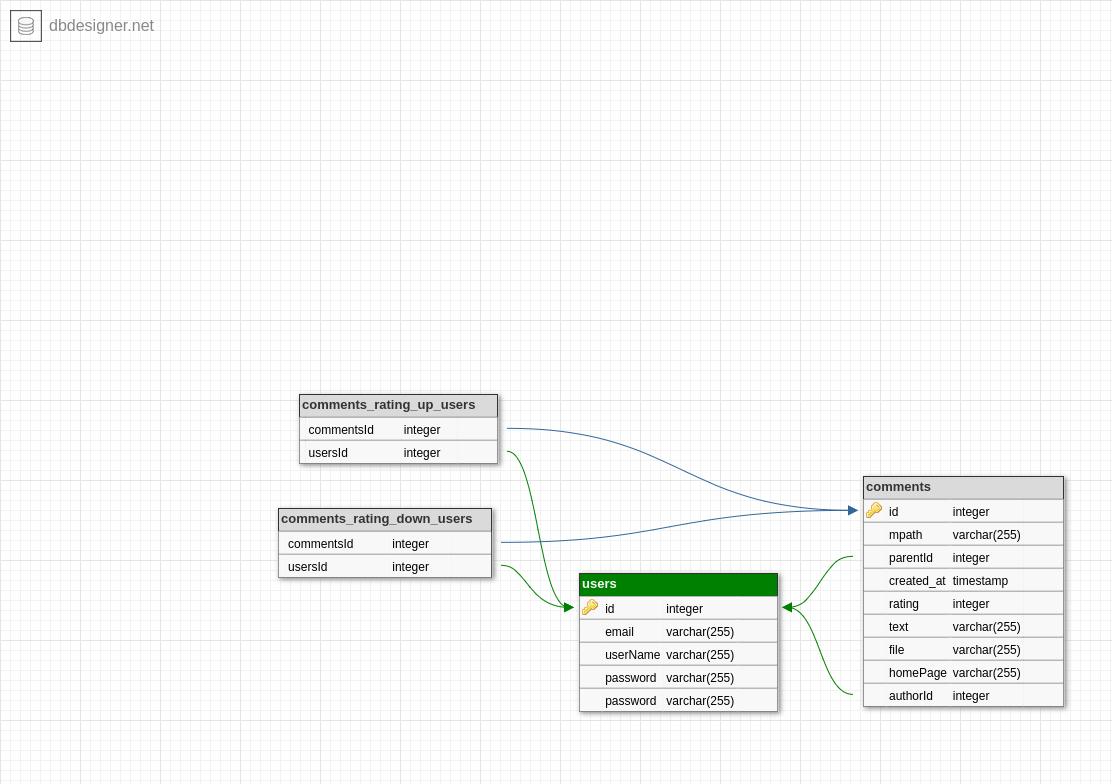 dbdesigner.net
comments_rating_up_users
commentsId integer
usersId integer
comments_rating_down_users
commentsId integer
usersId integer
users
id integer
email varchar(255)
userName varchar(255)
password varchar(255)
password varchar(255)
comments
id integer
mpath varchar(255)
parentId integer
created_at timestamp
rating integer
text varchar(255)
file varchar(255)
homePage varchar(255)
authorId integer